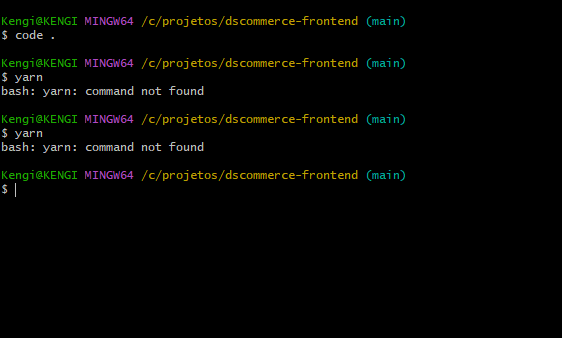 Kengi@KENGI MINGW64 /c/projetos/dscommerce-frontend (main)
$ code .
Kengi@KENGI MINGW64 /c/projetos/dscommerce-frontend (main)
$ yarn
bash: yarn: command not found
Kengi@KENGI MINGW64 /c/projetos/dscommerce-frontend (main)
$ yarn
bash: yarn: command not found
Kengi@KENGI MINGW64 /c/projetos/dscommerce-frontend (main)
$